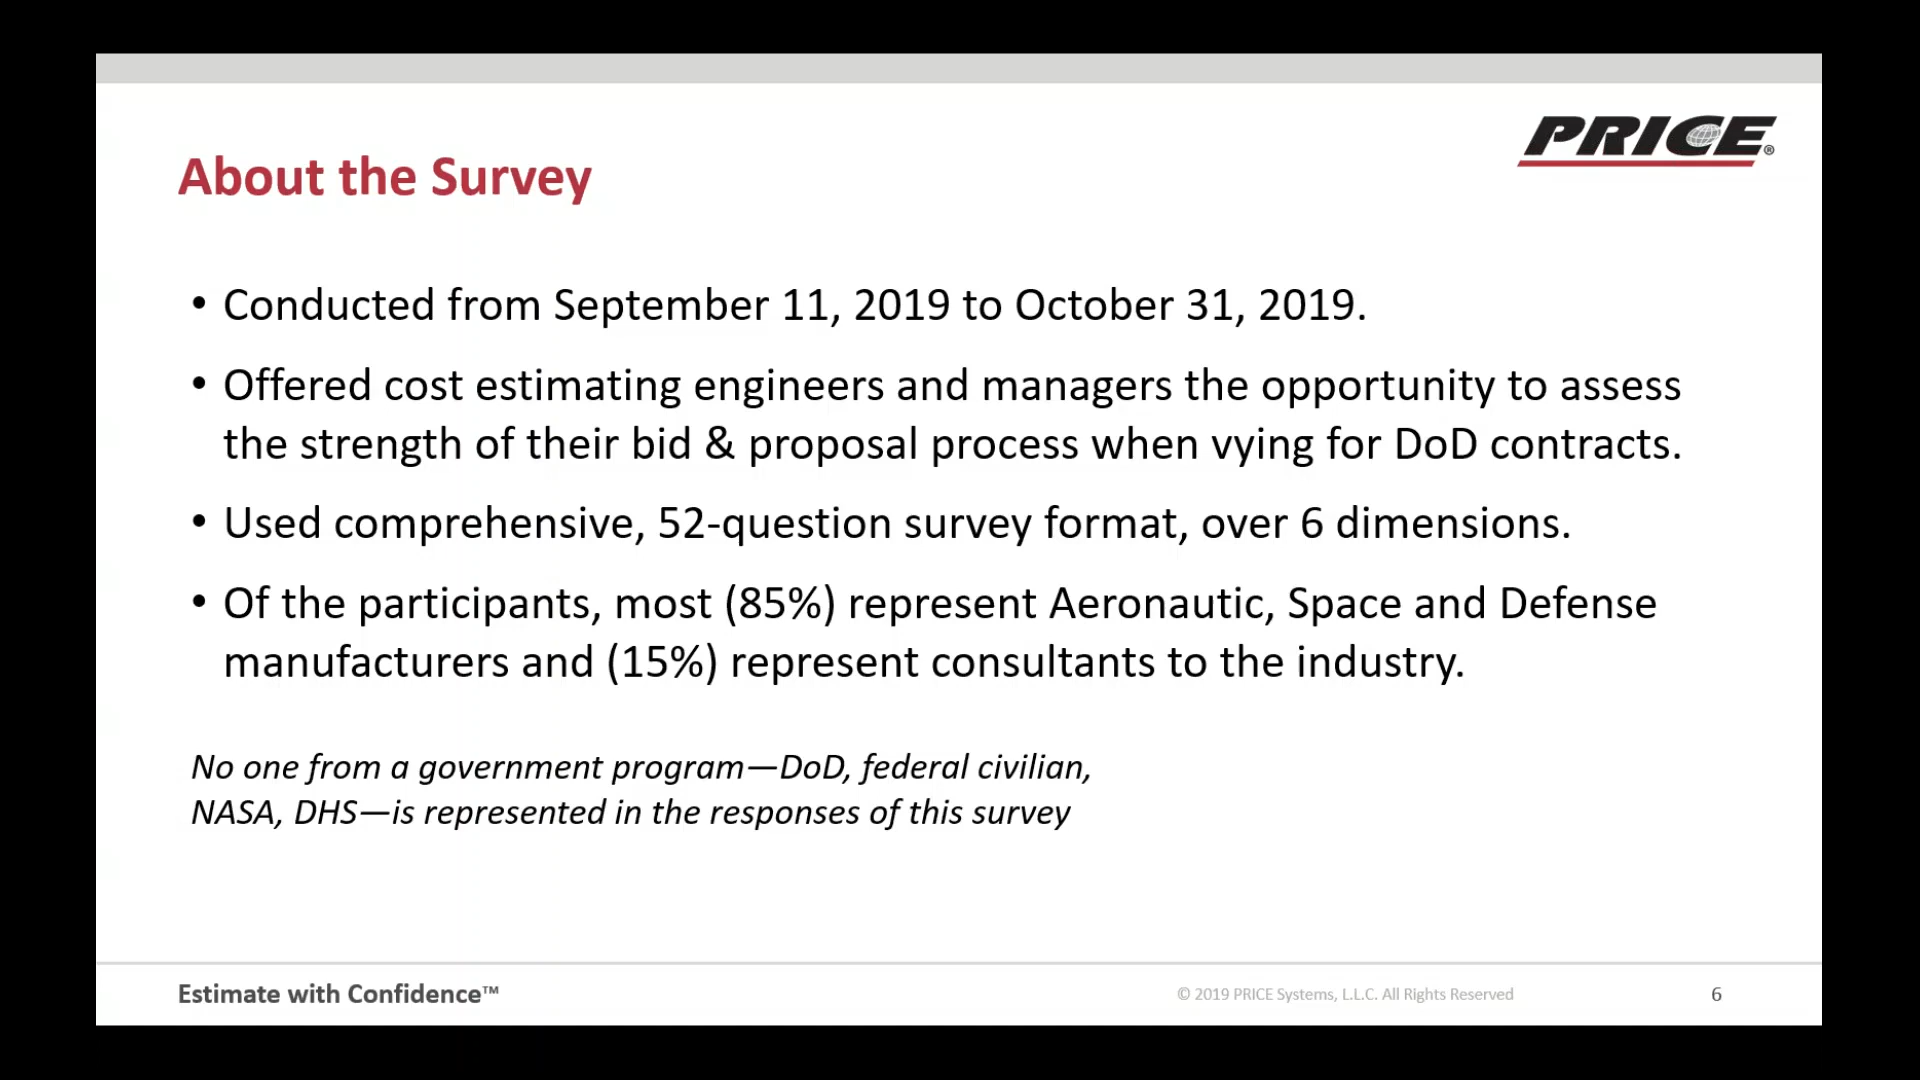 PRICE®
About the Survey
• Conducted from September 11, 2019 to October 31, 2019.
• Offered cost estimating engineers and managers the opportunity to assess
the strength of their bid & proposal process when vying for DoD contracts.
• Used comprehensive, 52-question survey format, over 6 dimensions.
• Of the participants, most (85%) represent Aeronautic, Space and Defense
manufacturers and (15%) represent consultants to the industry.
No one from a government program—DoD, federal civilian,
NASA, DHS—is represented in the responses of this survey
Estimate with Confidence™
© 2019 PRICE Systems, L.L.C. All Rights Reserved
6